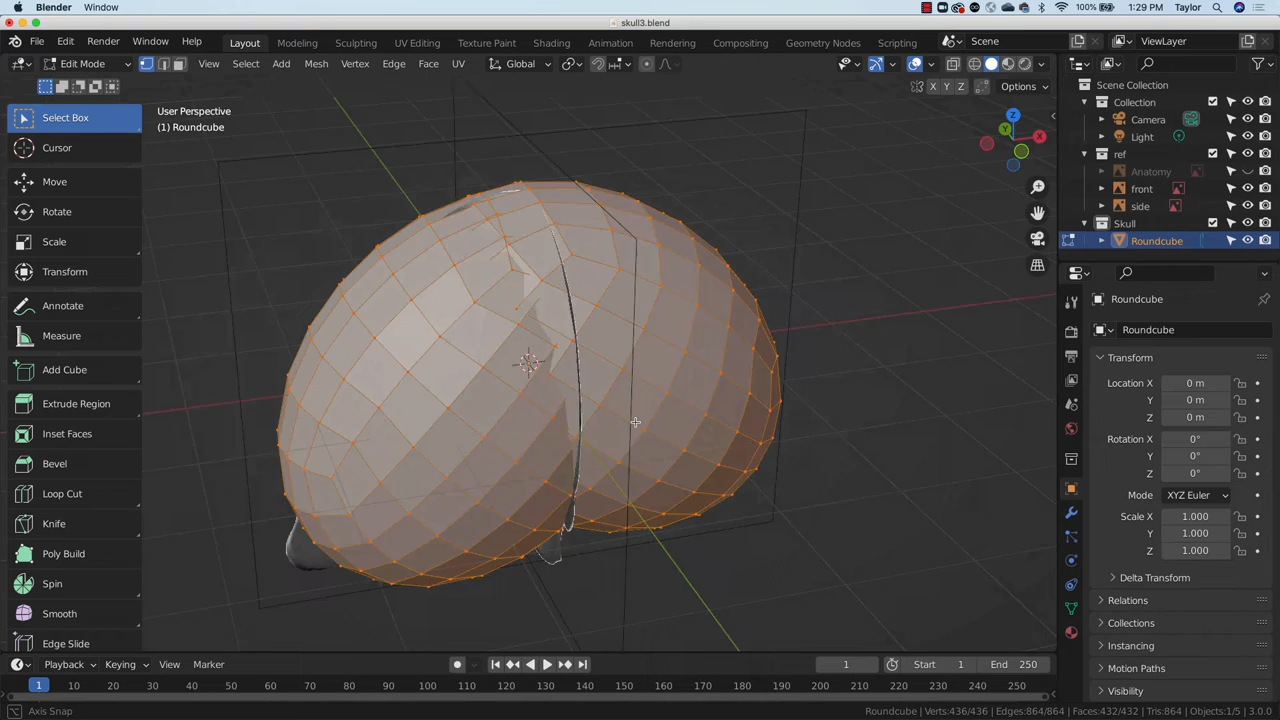 Blender Window 100% 1:29 PM Taylor
skull3.blend
File Edit Render Window Help Layout Modeling Sculpting UV Editing Texture Paint Shading Animation Rendering Compositing Geometry Nodes Scripting Scene ViewLayer
Edit Mode View Select Add Mesh Vertex Edge Face UV Global
X Y Z Options
Select Box
Cursor
Move
Rotate
Scale
Transform
Annotate
Measure
Add Cube
Extrude Region
Inset Faces
Bevel
Loop Cut
Knife
Poly Build
Spin
Smooth
Edge Slide
User Perspective
(1) Roundcube
Z
Y
X
Scene Collection
Collection
Camera
Light
ref
Anatomy
front
side
Skull
Roundcube
Roundcube
Roundcube
Transform
Location X 0 m
Y 0 m
Z 0 m
Rotation X 0°
Y 0°
Z 0°
Mode XYZ Euler
Scale X 1.000
Y 1.000
Z 1.000
Delta Transform
Relations
Collections
Instancing
Motion Paths
Visibility
Playback Keying View Marker 1 Start 1 End 250
1 10 20 30 40 50 60 70 80 90 100 110 120 130 140 150 160 170 180 190 200 210 220 230 240 250
Axis Snap Roundcube | Verts:436/436 | Edges:864/864 | Faces:432/432 | Tris:864 | Objects:1/5 | 3.0.0